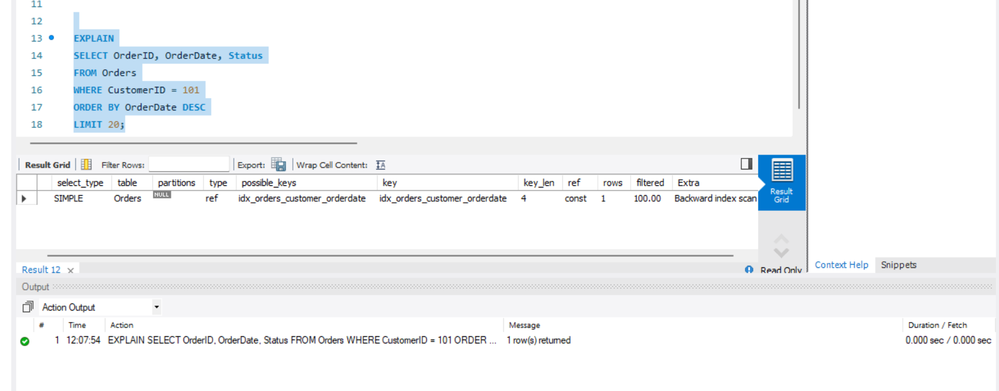 11
12
13 EXPLAIN
14 SELECT OrderID, OrderDate, Status
15 FROM Orders
16 WHERE CustomerID = 101
17 ORDER BY OrderDate DESC
18 LIMIT 20;
Result Grid Filter Rows: Export: Wrap Cell Content: IA
select_type table partitions type possible_keys key key_len ref rows filtered Extra
SIMPLE Orders NULL ref idx_orders_customer_orderdate idx_orders_customer_orderdate 4 const 1 100.00 Backward index scan
Result
Grid
Result 12 Read Only
Context Help Snippets
Output
Action Output
# Time Action Message Duration / Fetch
1 12:07:54 EXPLAIN SELECT OrderID, OrderDate, Status FROM Orders WHERE CustomerID = 101 ORDER ... 1 row(s) returned 0.000 sec / 0.000 sec